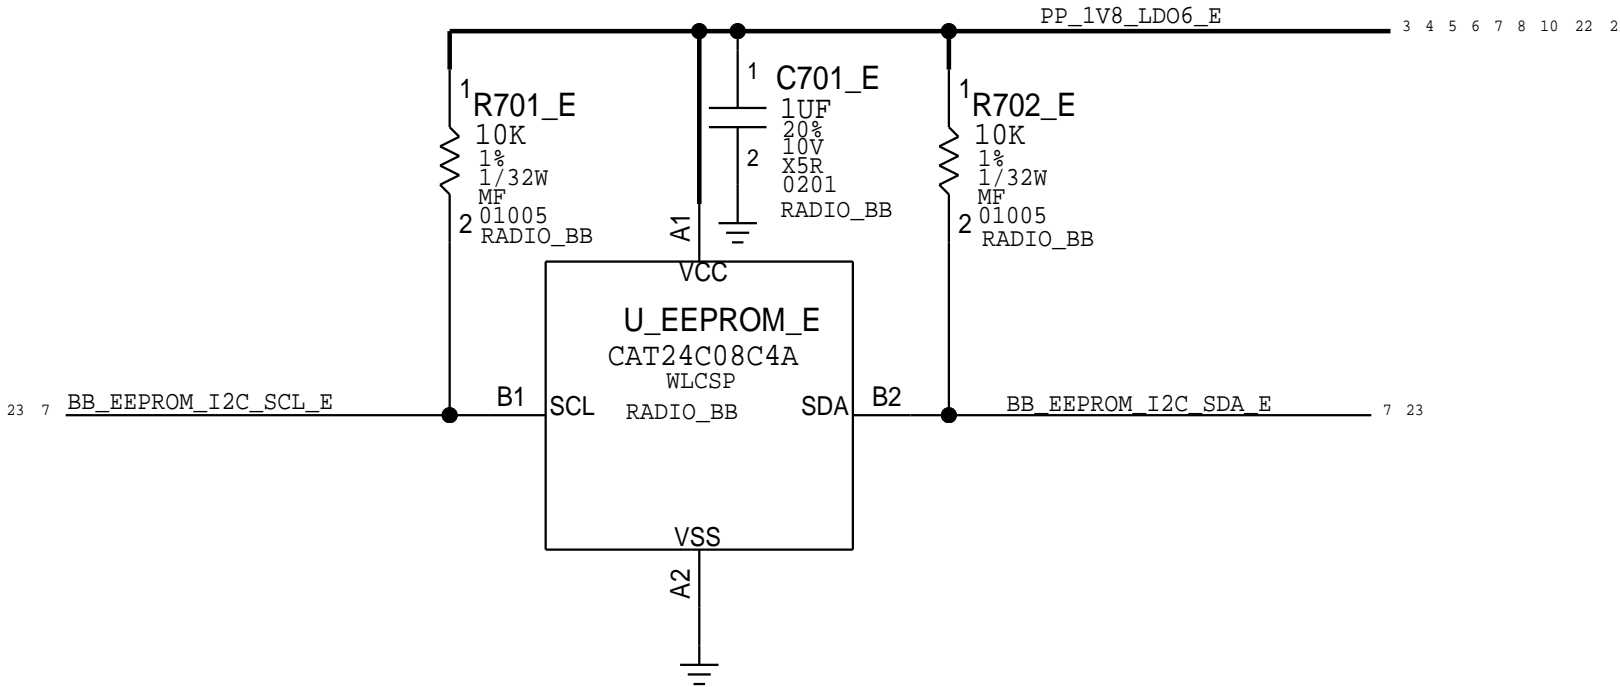 PP_1V8_LDO6_E
3 4 5 6 7 8 10 22 2
1
R701_E
10K
1%
1/32W
MF
01005
2
RADIO_BB
1
C701_E
1UF
20%
10V
X5R
0201
2
RADIO_BB
1
R702_E
10K
1%
1/32W
MF
01005
2
RADIO_BB
A1
VCC
U_EEPROM_E
CAT24C08C4A
WLCSP
RADIO_BB
23 7 BB_EEPROM_I2C_SCL_E
B1
SCL
SDA
B2
BB_EEPROM_I2C_SDA_E
7 23
VSS
A2